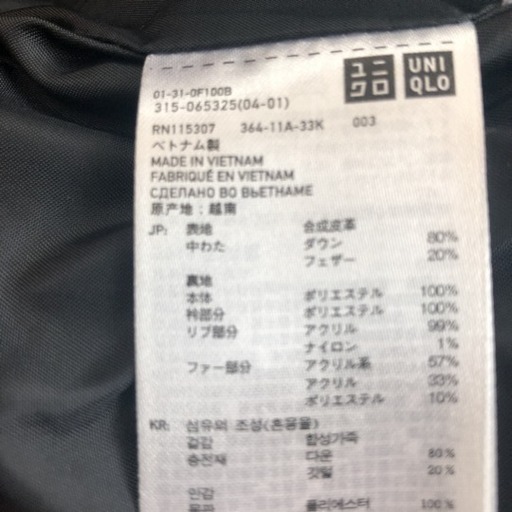 ユニクロ
UNIQLO
01-31-0F100B
315-065325(04-01)
RN115307 364-11A-33K 003
ベトナム製
MADE IN VIETNAM
FABRIQUÉ EN VIETNAM
СДЕЛАНО ВО ВЬЕТНАМЕ
原产地：越南
JP: 表地 合成皮革
中わた ダウン 80%
フェザー 20%
裏地
本体 ポリエステル 100%
衿部分 ポリエステル 100%
リブ部分 アクリル 99%
ナイロン 1%
ファー部分 アクリル系 57%
アクリル 33%
ポリエステル 10%
KR: 섬유의 조성(혼용율)
겉감 합성가죽
충전재 다운 80%
깃털 20%
안감
몸판 폴리에스터 100%